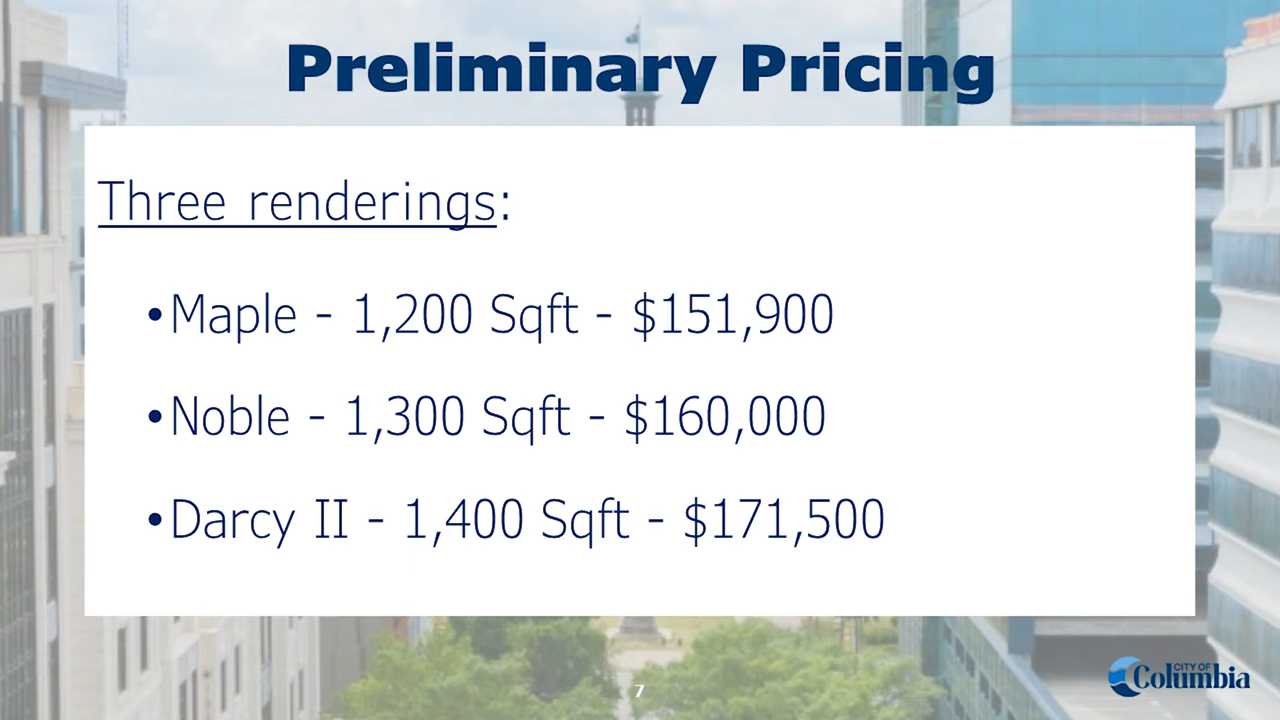 Preliminary Pricing
Three renderings:
•Maple - 1,200 Sqft - $151,900
•Noble - 1,300 Sqft - $160,000
•Darcy II - 1,400 Sqft - $171,500
7
CITY OF
Columbia